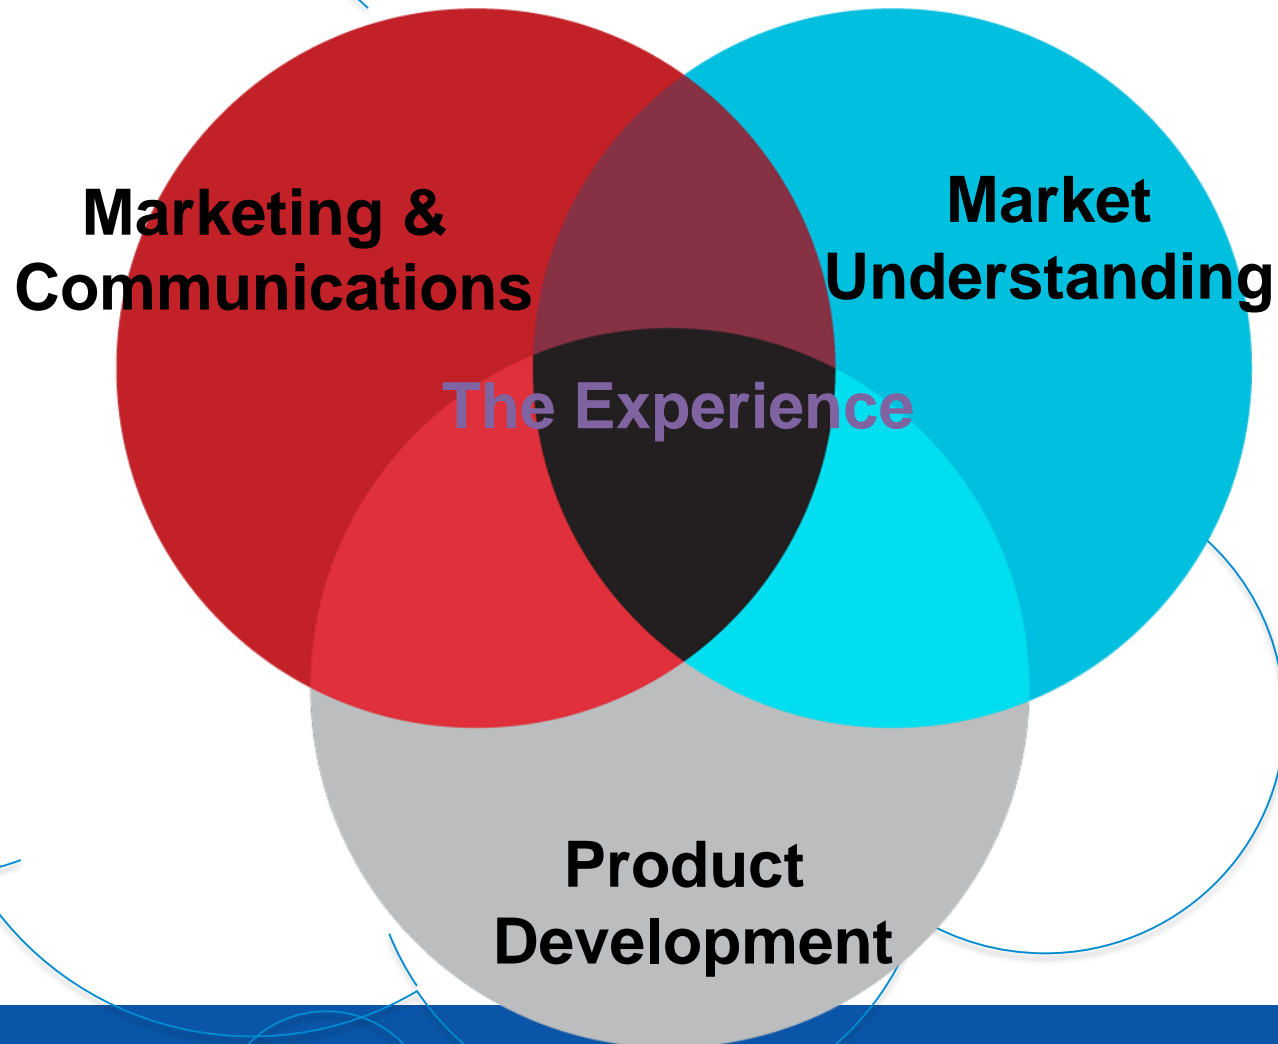 Marketing &
Communications
Market
Understanding
The Experience
Product
Development